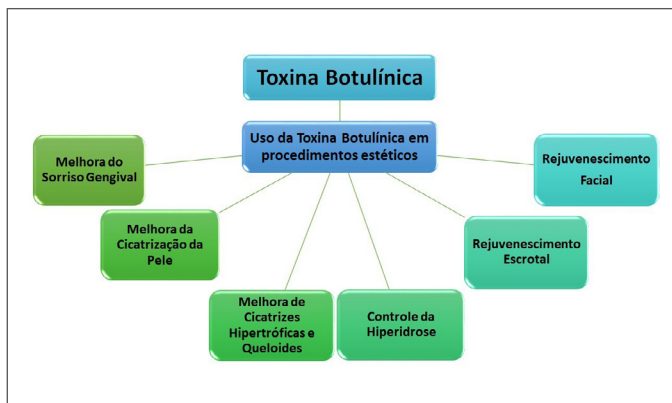 Toxina Botulínica
Uso da Toxina Botulínica em
procedimentos estéticos
Melhora do
Sorriso Gengival
Melhora da
Cicatrização da
Pele
Melhora de
Cicatrizes
Hipertróficas e
Queloides
Controle da
Hiperidrose
Rejuvenescimento
Escrotal
Rejuvenescimento
Facial